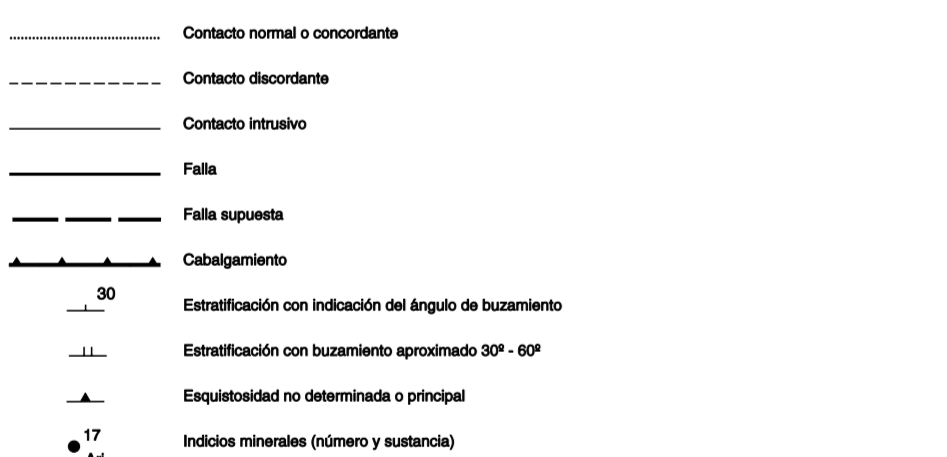 Contacto normal o concordante
Contacto discordante
Contacto intrusivo
Falla
Falla supuesta
Cabalgamiento
30
Estratificación con indicación del ángulo de buzamiento
Estratificación con buzamiento aproximado 30º - 60º
Esquistosidad no determinada o principal
17
Indicios minerales (número y sustancia)